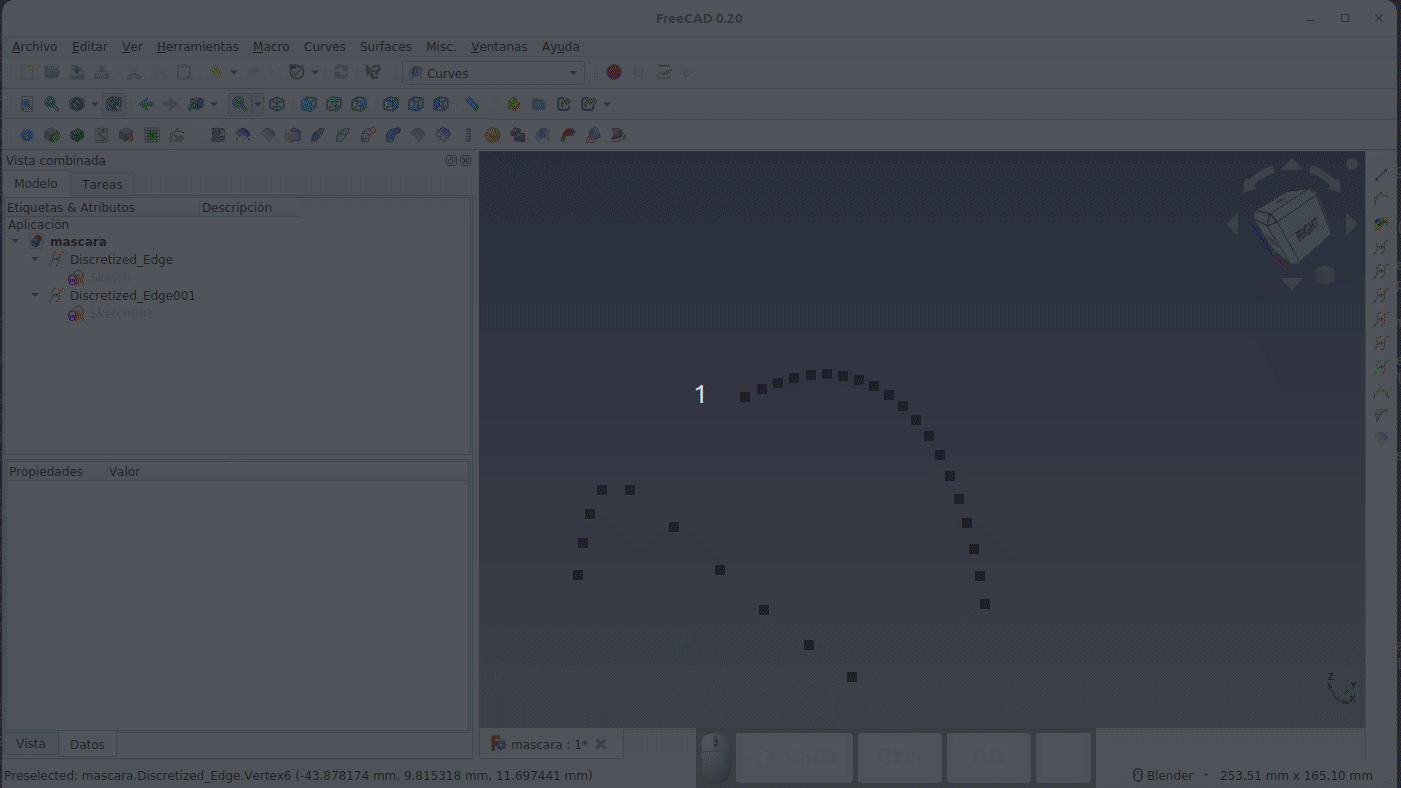 FreeCAD 0.20
Archivo Editar Ver Herramientas Macro Curves Surfaces Misc. Ventanas Ayuda
Curves
Vista combinada
Modelo Tareas
Etiquetas & Atributos Descripción
Aplicación
mascara
Discretized_Edge
Sketch
Discretized_Edge001
Sketch001
Propiedades Valor
Vista Datos
RIGHT
1
Z
Y
X
mascara : 1*
Shift Ctrl Alt
Preselected: mascara.Discretized_Edge.Vertex6 (-43.878174 mm, 9.815318 mm, 11.697441 mm)
Blender 253,51 mm x 165,10 mm